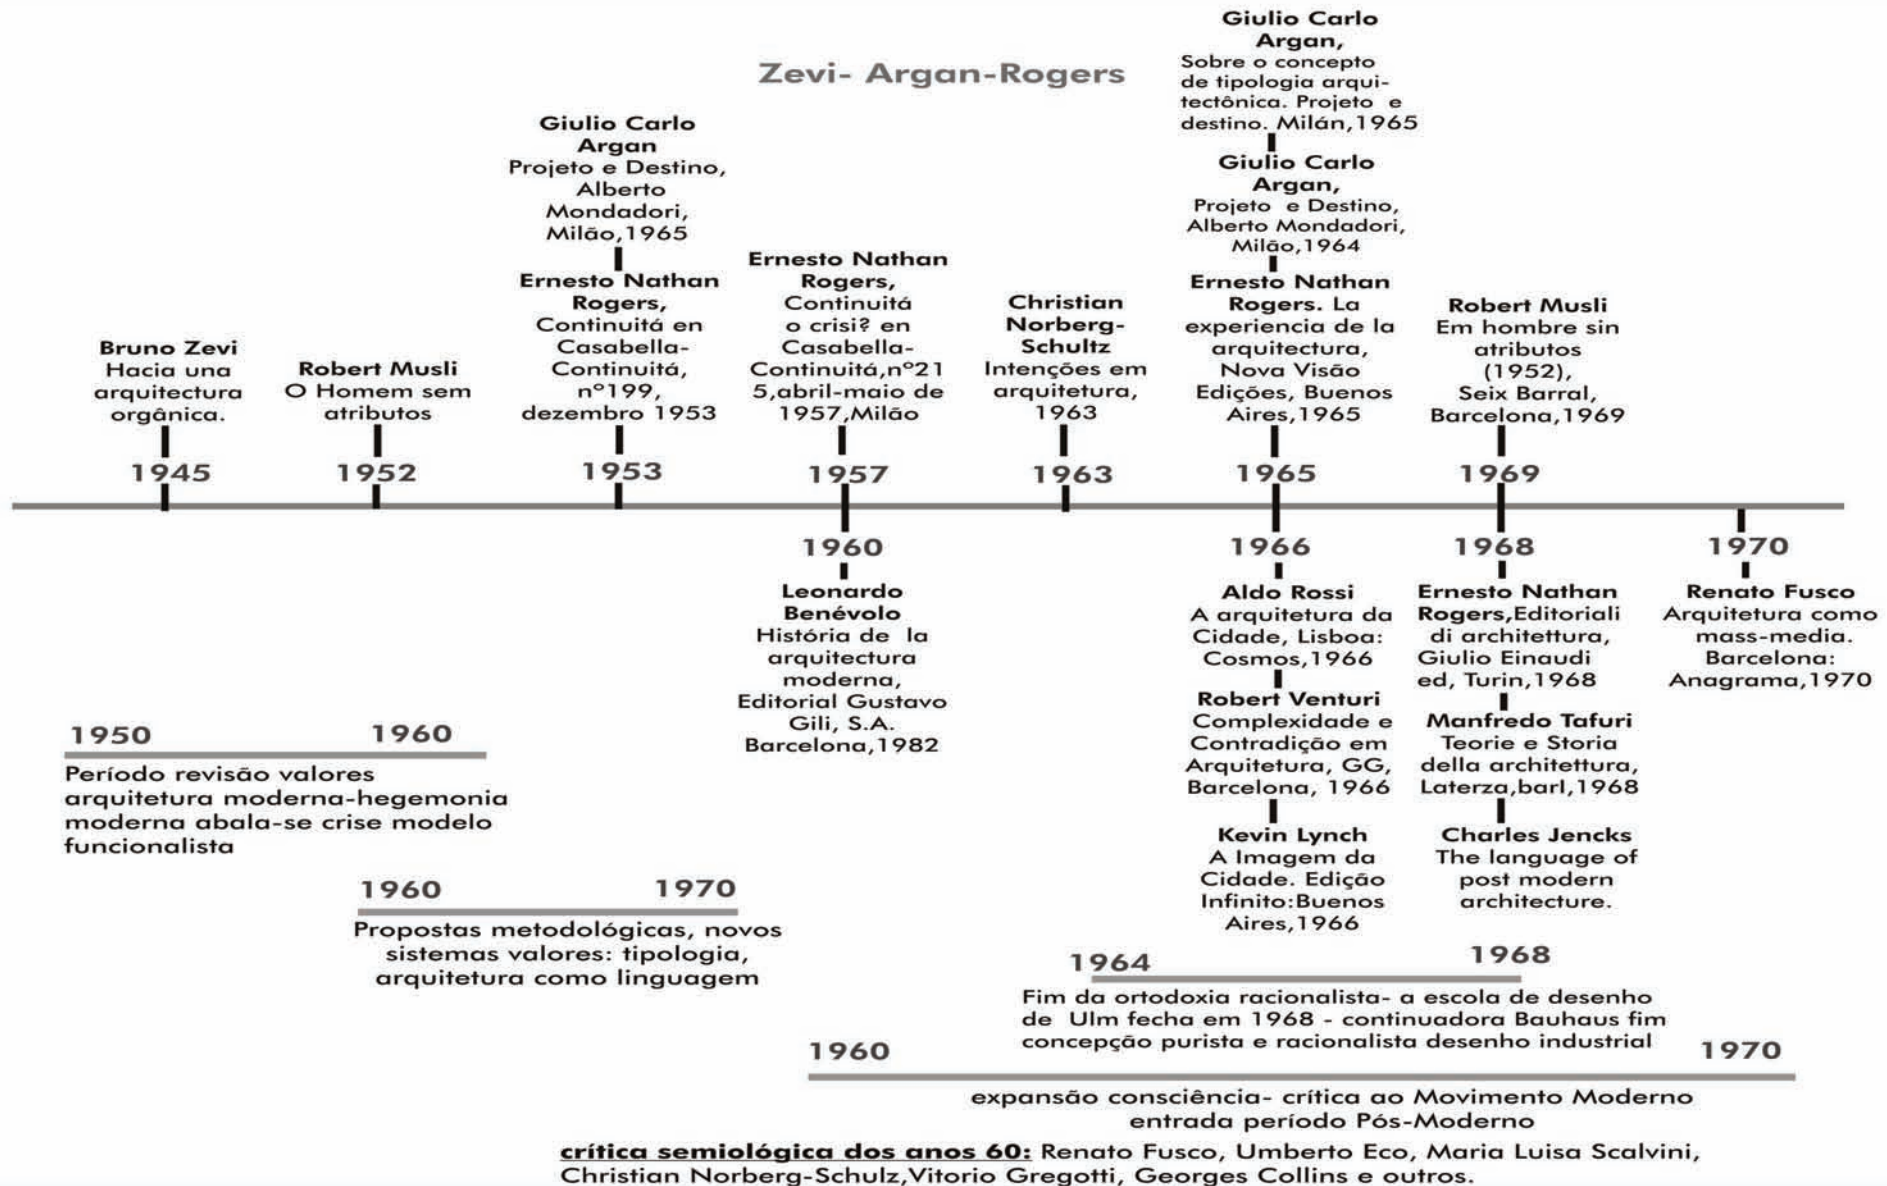 Zevi- Argan-Rogers
Bruno Zevi
Hacia una
arquitectura
orgânica.
1945
Robert Musli
O Homem sem
atributos
1952
Giulio Carlo
Argan
Projeto e Destino,
Alberto
Mondadori,
Milão,1965
Ernesto Nathan
Rogers,
Continuitá en
Casabella-
Continuitá,
nº199,
dezembro 1953
1953
Ernesto Nathan
Rogers,
Continuitá
o crisi? en
Casabella-
Continuitá,nº21
5,abril-maio de
1957,Milão
1957
Christian
Norberg-
Schultz
Intenções em
arquitetura,
1963
1963
Giulio Carlo
Argan,
Sobre o concepto
de tipologia arqui-
tectônica. Projeto e
destino. Milán,1965
Giulio Carlo
Argan,
Projeto e Destino,
Alberto Mondadori,
Milão,1964
Ernesto Nathan
Rogers. La
experiencia de la
arquitectura,
Nova Visão
Edições, Buenos
Aires,1965
1965
Robert Musli
Em hombre sin
atributos
(1952),
Seix Barral,
Barcelona,1969
1969
1960
Leonardo
Benévolo
História de la
arquitectura
moderna,
Editorial Gustavo
Gili, S.A.
Barcelona,1982
1966
Aldo Rossi
A arquitetura da
Cidade, Lisboa:
Cosmos,1966
Robert Venturi
Complexidade e
Contradição em
Arquitetura, GG,
Barcelona, 1966
Kevin Lynch
A Imagem da
Cidade. Edição
Infinito:Buenos
Aires,1966
1968
Ernesto Nathan
Rogers,Editoriali
di architettura,
Giulio Einaudi
ed, Turin,1968
Manfredo Tafuri
Teorie e Storia
della architettura,
Laterza,barI,1968
Charles Jencks
The language of
post modern
architecture.
1970
Renato Fusco
Arquitetura como
mass-media.
Barcelona:
Anagrama,1970
1950 1960
Período revisão valores
arquitetura moderna-hegemonia
moderna abala-se crise modelo
funcionalista
1960 1970
Propostas metodológicas, novos
sistemas valores: tipologia,
arquitetura como linguagem
1964 1968
Fim da ortodoxia racionalista- a escola de desenho
de Ulm fecha em 1968 - continuadora Bauhaus fim
concepção purista e racionalista desenho industrial
1960 1970
expansão consciência- crítica ao Movimento Moderno
entrada período Pós-Moderno
crítica semiológica dos anos 60: Renato Fusco, Umberto Eco, Maria Luisa Scalvini,
Christian Norberg-Schulz,Vitorio Gregotti, Georges Collins e outros.